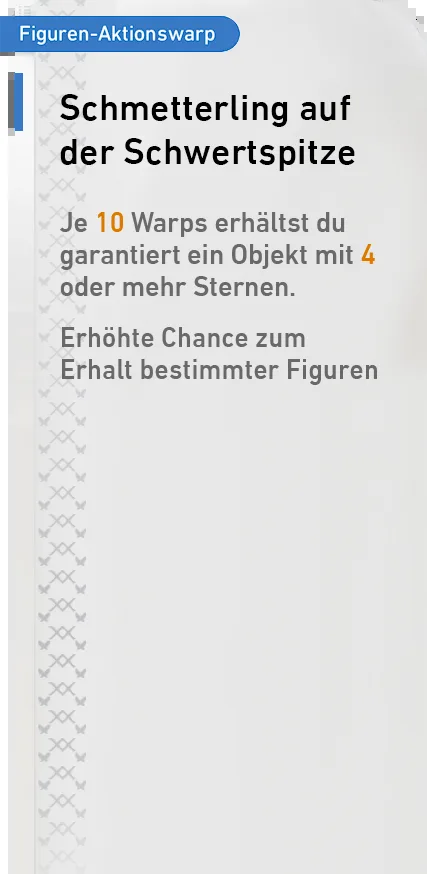 Figuren-Aktionswarp
Schmetterling auf
der Schwertspitze
Je 10 Warps erhältst du
garantiert ein Objekt mit 4
oder mehr Sternen.
Erhöhte Chance zum
Erhalt bestimmter Figuren